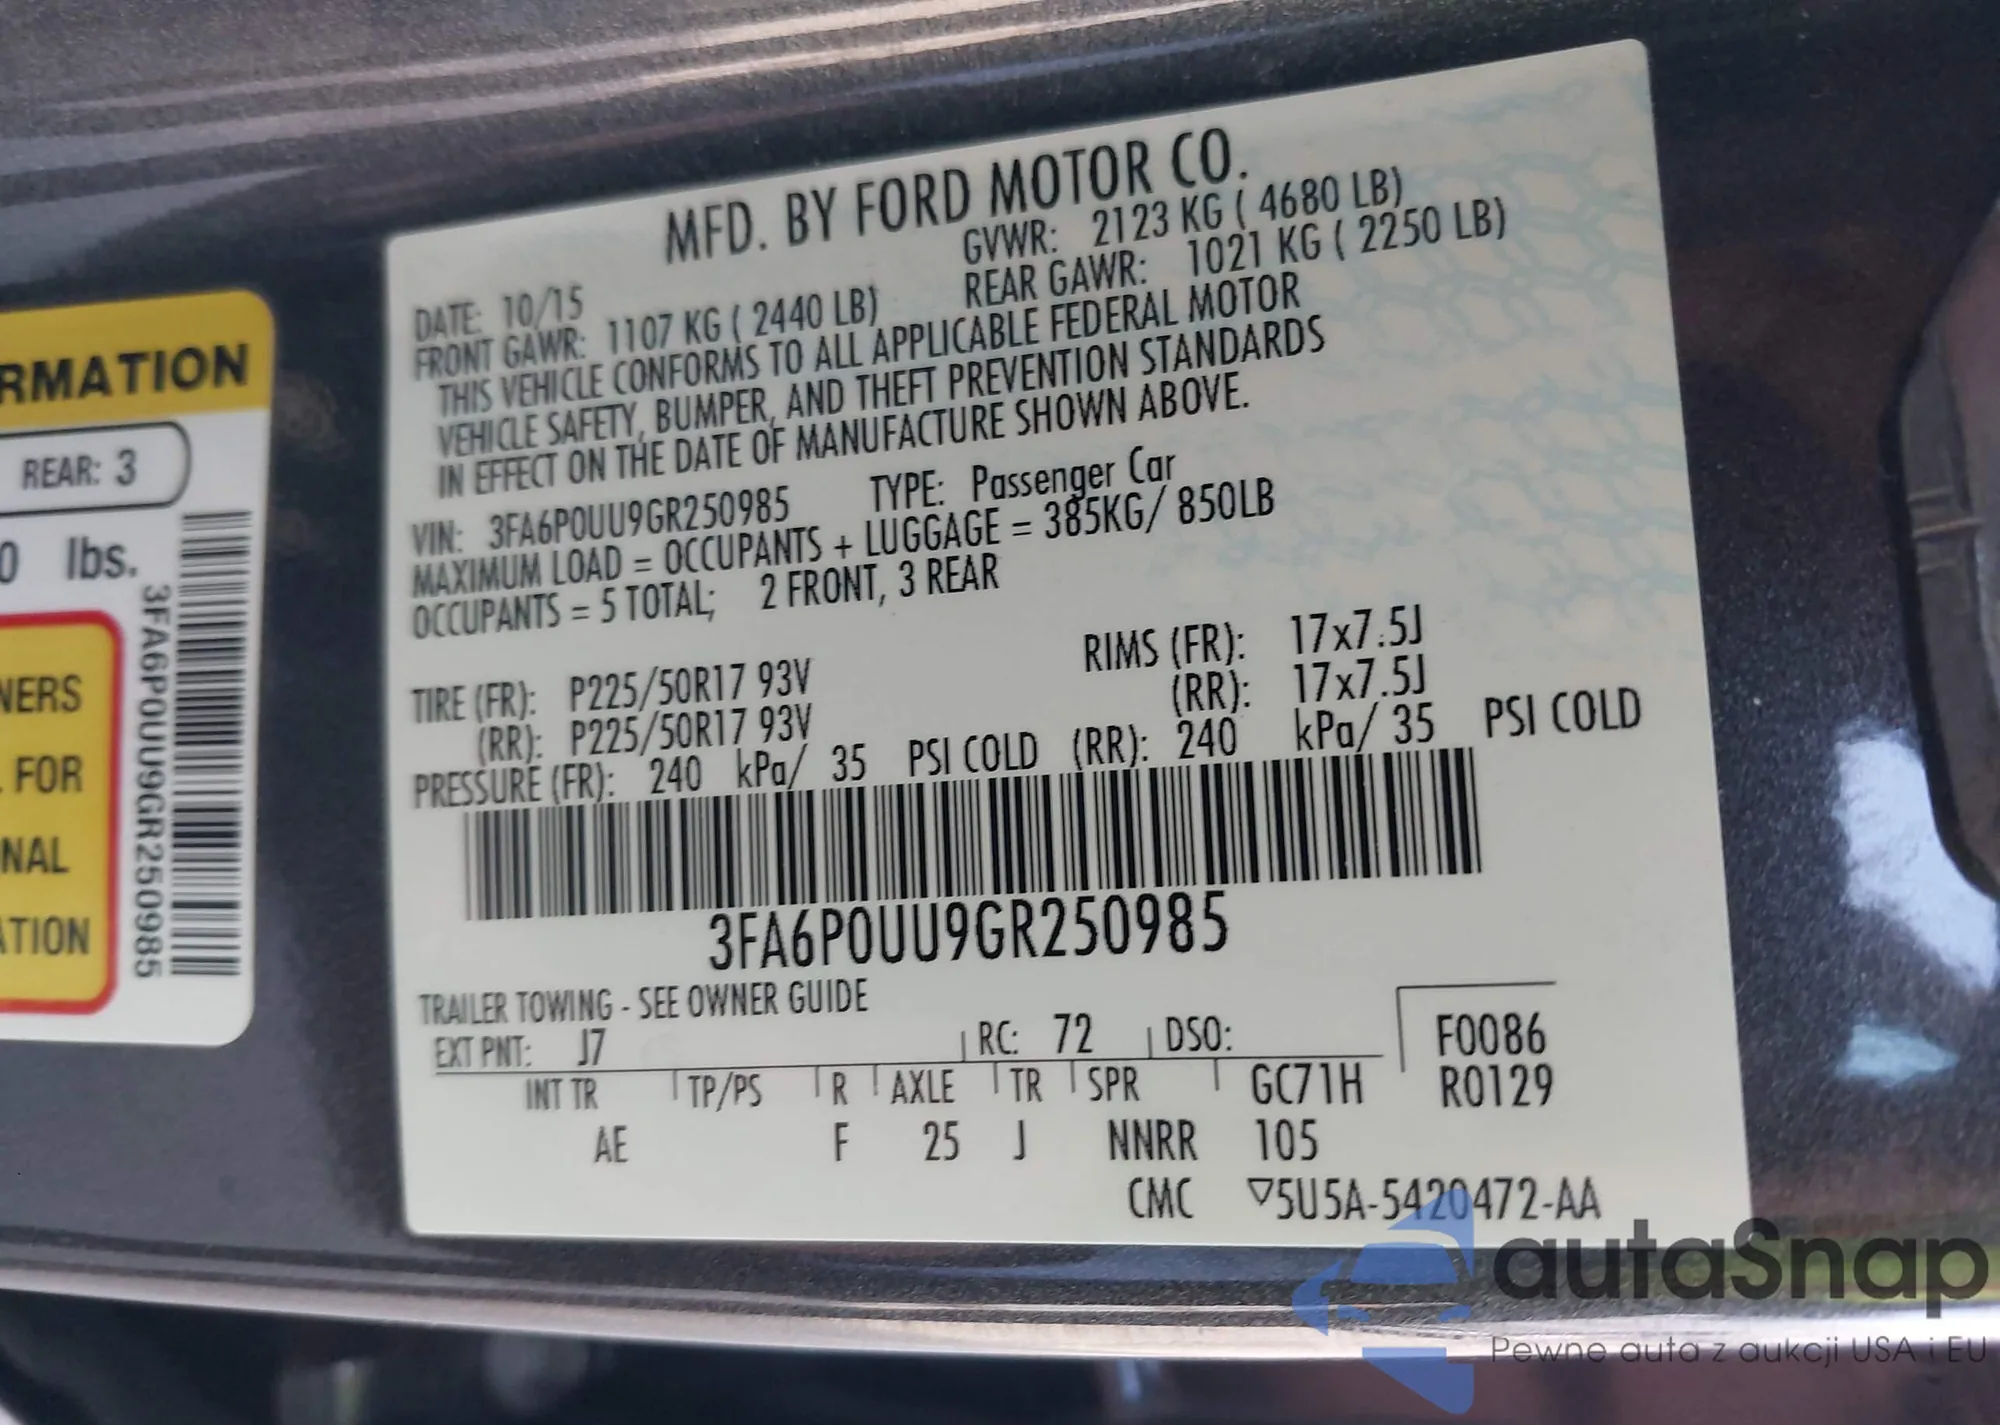 RMATION
REAR: 3
0 lbs.
3FA6P0UU9GR250985
NERS
FOR
NAL
ATION
MFD. BY FORD MOTOR CO.
DATE: 10/15 GVWR: 2123 KG ( 4680 LB)
FRONT GAWR: 1107 KG ( 2440 LB) REAR GAWR: 1021 KG ( 2250 LB)
THIS VEHICLE CONFORMS TO ALL APPLICABLE FEDERAL MOTOR
VEHICLE SAFETY, BUMPER, AND THEFT PREVENTION STANDARDS
IN EFFECT ON THE DATE OF MANUFACTURE SHOWN ABOVE.
VIN: 3FA6P0UU9GR250985 TYPE: Passenger Car
MAXIMUM LOAD = OCCUPANTS + LUGGAGE = 385KG/ 850LB
OCCUPANTS = 5 TOTAL; 2 FRONT, 3 REAR
TIRE (FR): P225/50R17 93V RIMS (FR): 17x7.5J
(RR): P225/50R17 93V (RR): 17x7.5J
PRESSURE (FR): 240 kPa/ 35 PSI COLD (RR): 240 kPa/ 35 PSI COLD
3FA6P0UU9GR250985
TRAILER TOWING - SEE OWNER GUIDE
EXT PNT: J7 RC: 72 DSO: F0086
INT TR TP/PS R AXLE TR SPR GC71H R0129
AE F 25 J NNRR 105
CMC ▽5U5A-5420472-AA
autaSnap
Pewne auta z aukcji USA i EU